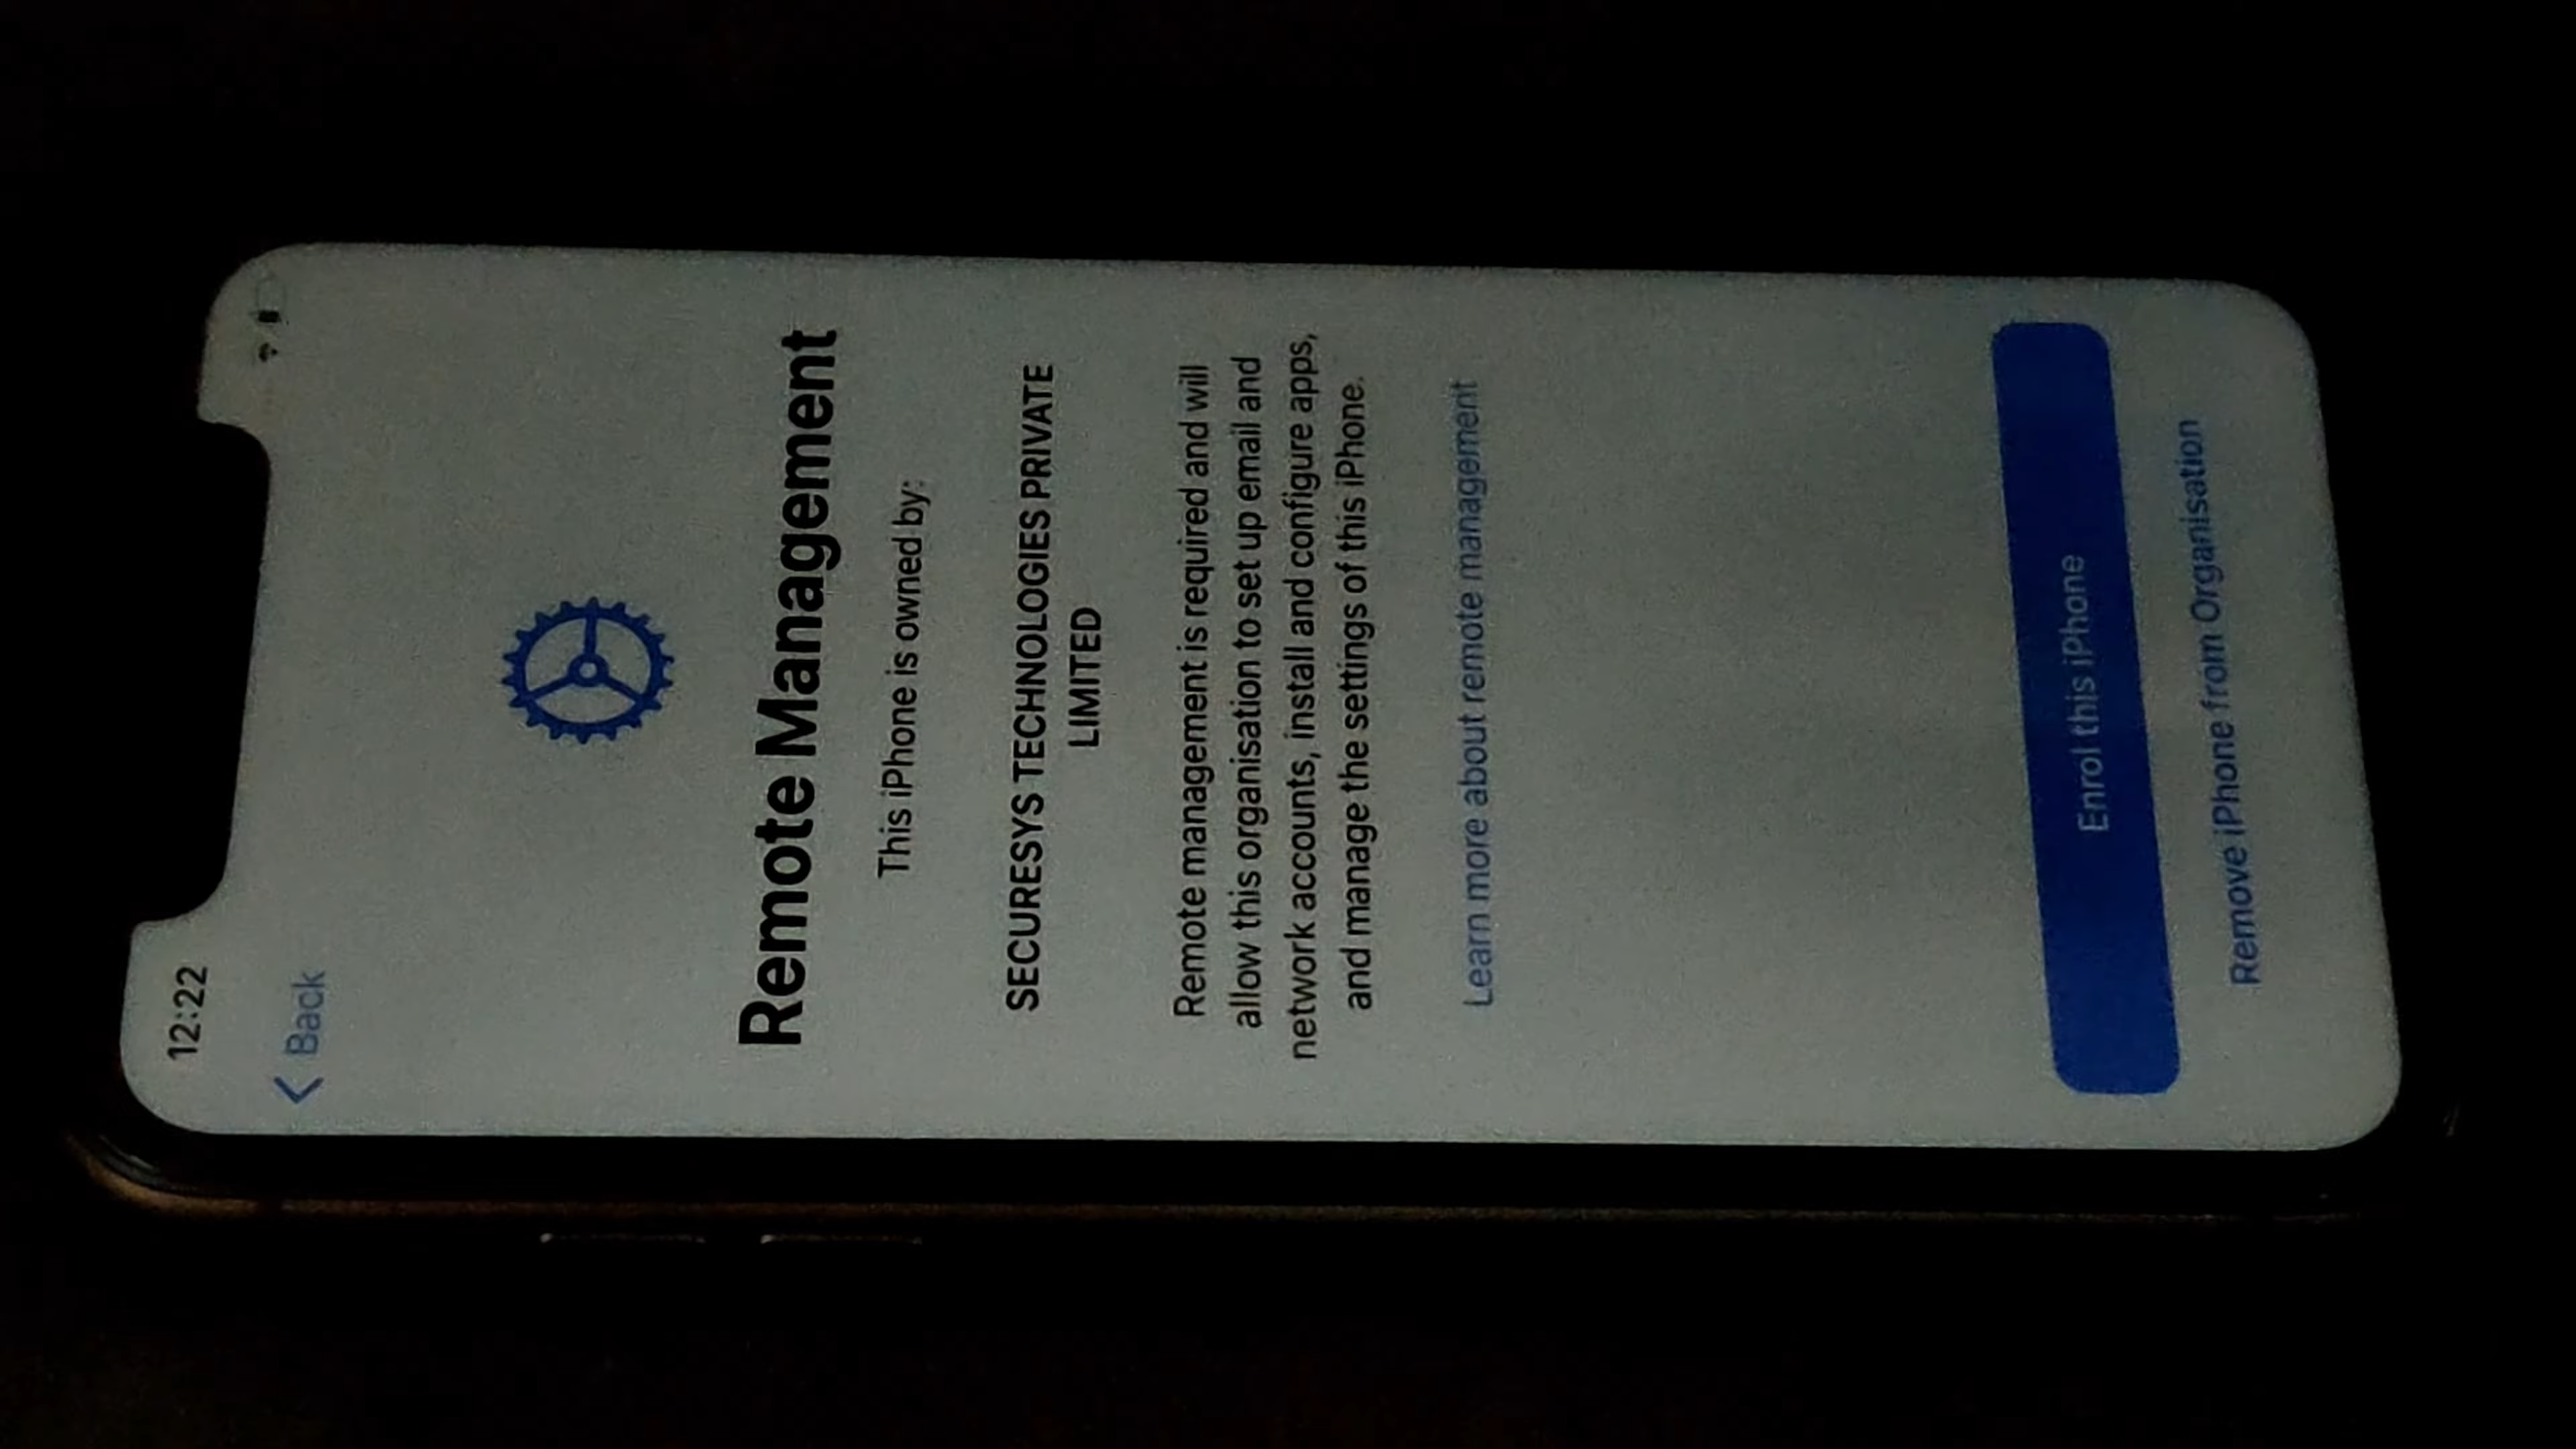 12:22
Back
Remote Management
This iPhone is owned by:
SECURESYS TECHNOLOGIES PRIVATE
LIMITED
Remote management is required and will
allow this organisation to set up email and
network accounts, install and configure apps,
and manage the settings of this iPhone.
Learn more about remote management
Enrol this iPhone
Remove iPhone from Organisation